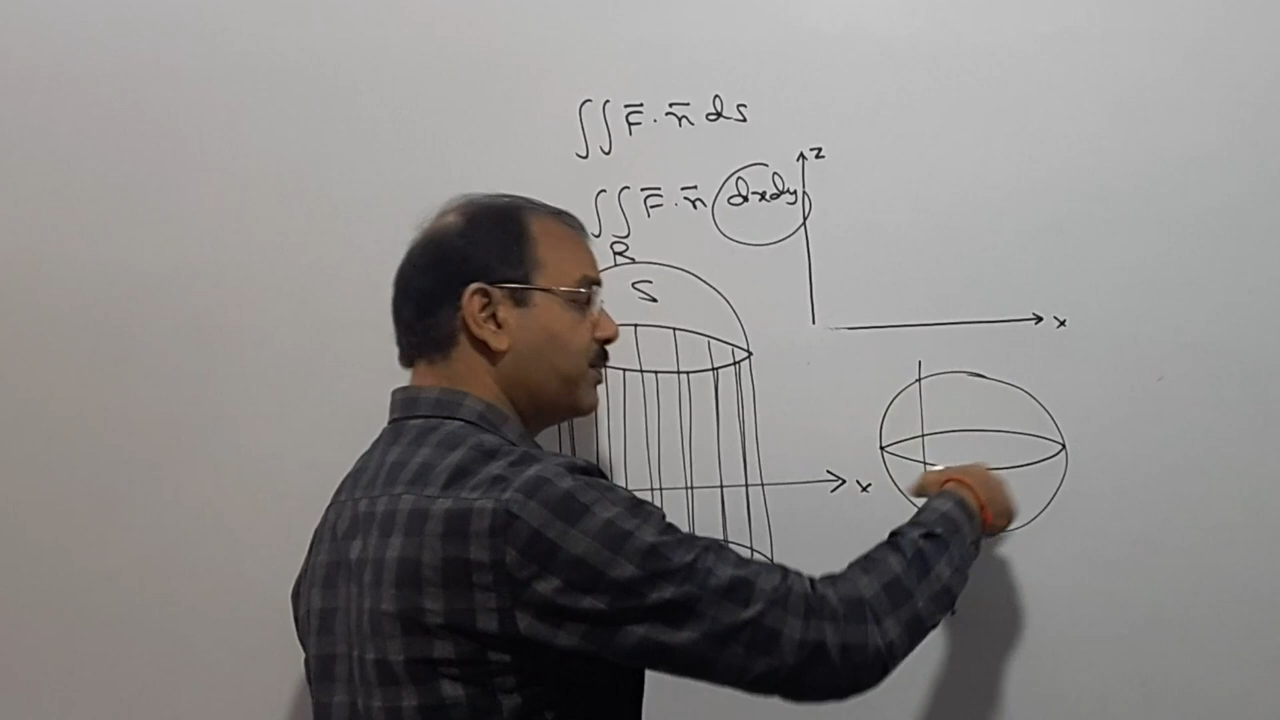 ∬ F̄ · n̄ ds
∬ F̄ · n̄ dxdy
R
z
S
x
x